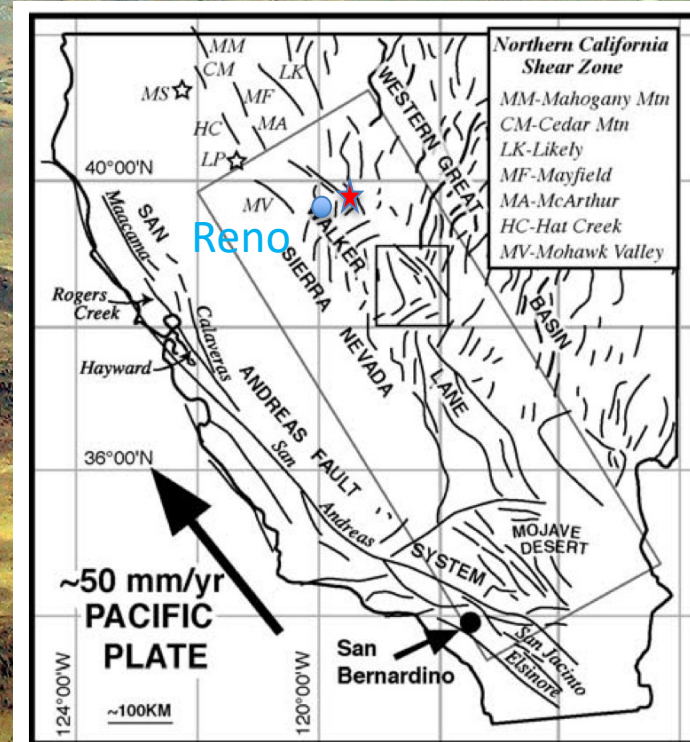 MM
CM
LK
MS
MF
HC
MA
LP
Northern California
Shear Zone
MM-Mahogany Mtn
CM-Cedar Mtn
LK-Likely
MF-Mayfield
MA-McArthur
HC-Hat Creek
MV-Mohawk Valley
WESTERN GREAT
BASIN
40°00'N
MV
Reno
WALKER
LANE
SIERRA
NEVADA
Maacama
SAN
ANDREAS FAULT
SYSTEM
Rogers
Creek
Calaveras
Hayward
San
Andreas
36°00'N
MOJAVE
DESERT
~50 mm/yr
PACIFIC
PLATE
San
Bernardino
San Jacinto
Elsinore
124°00'W
120°00'W
~100KM